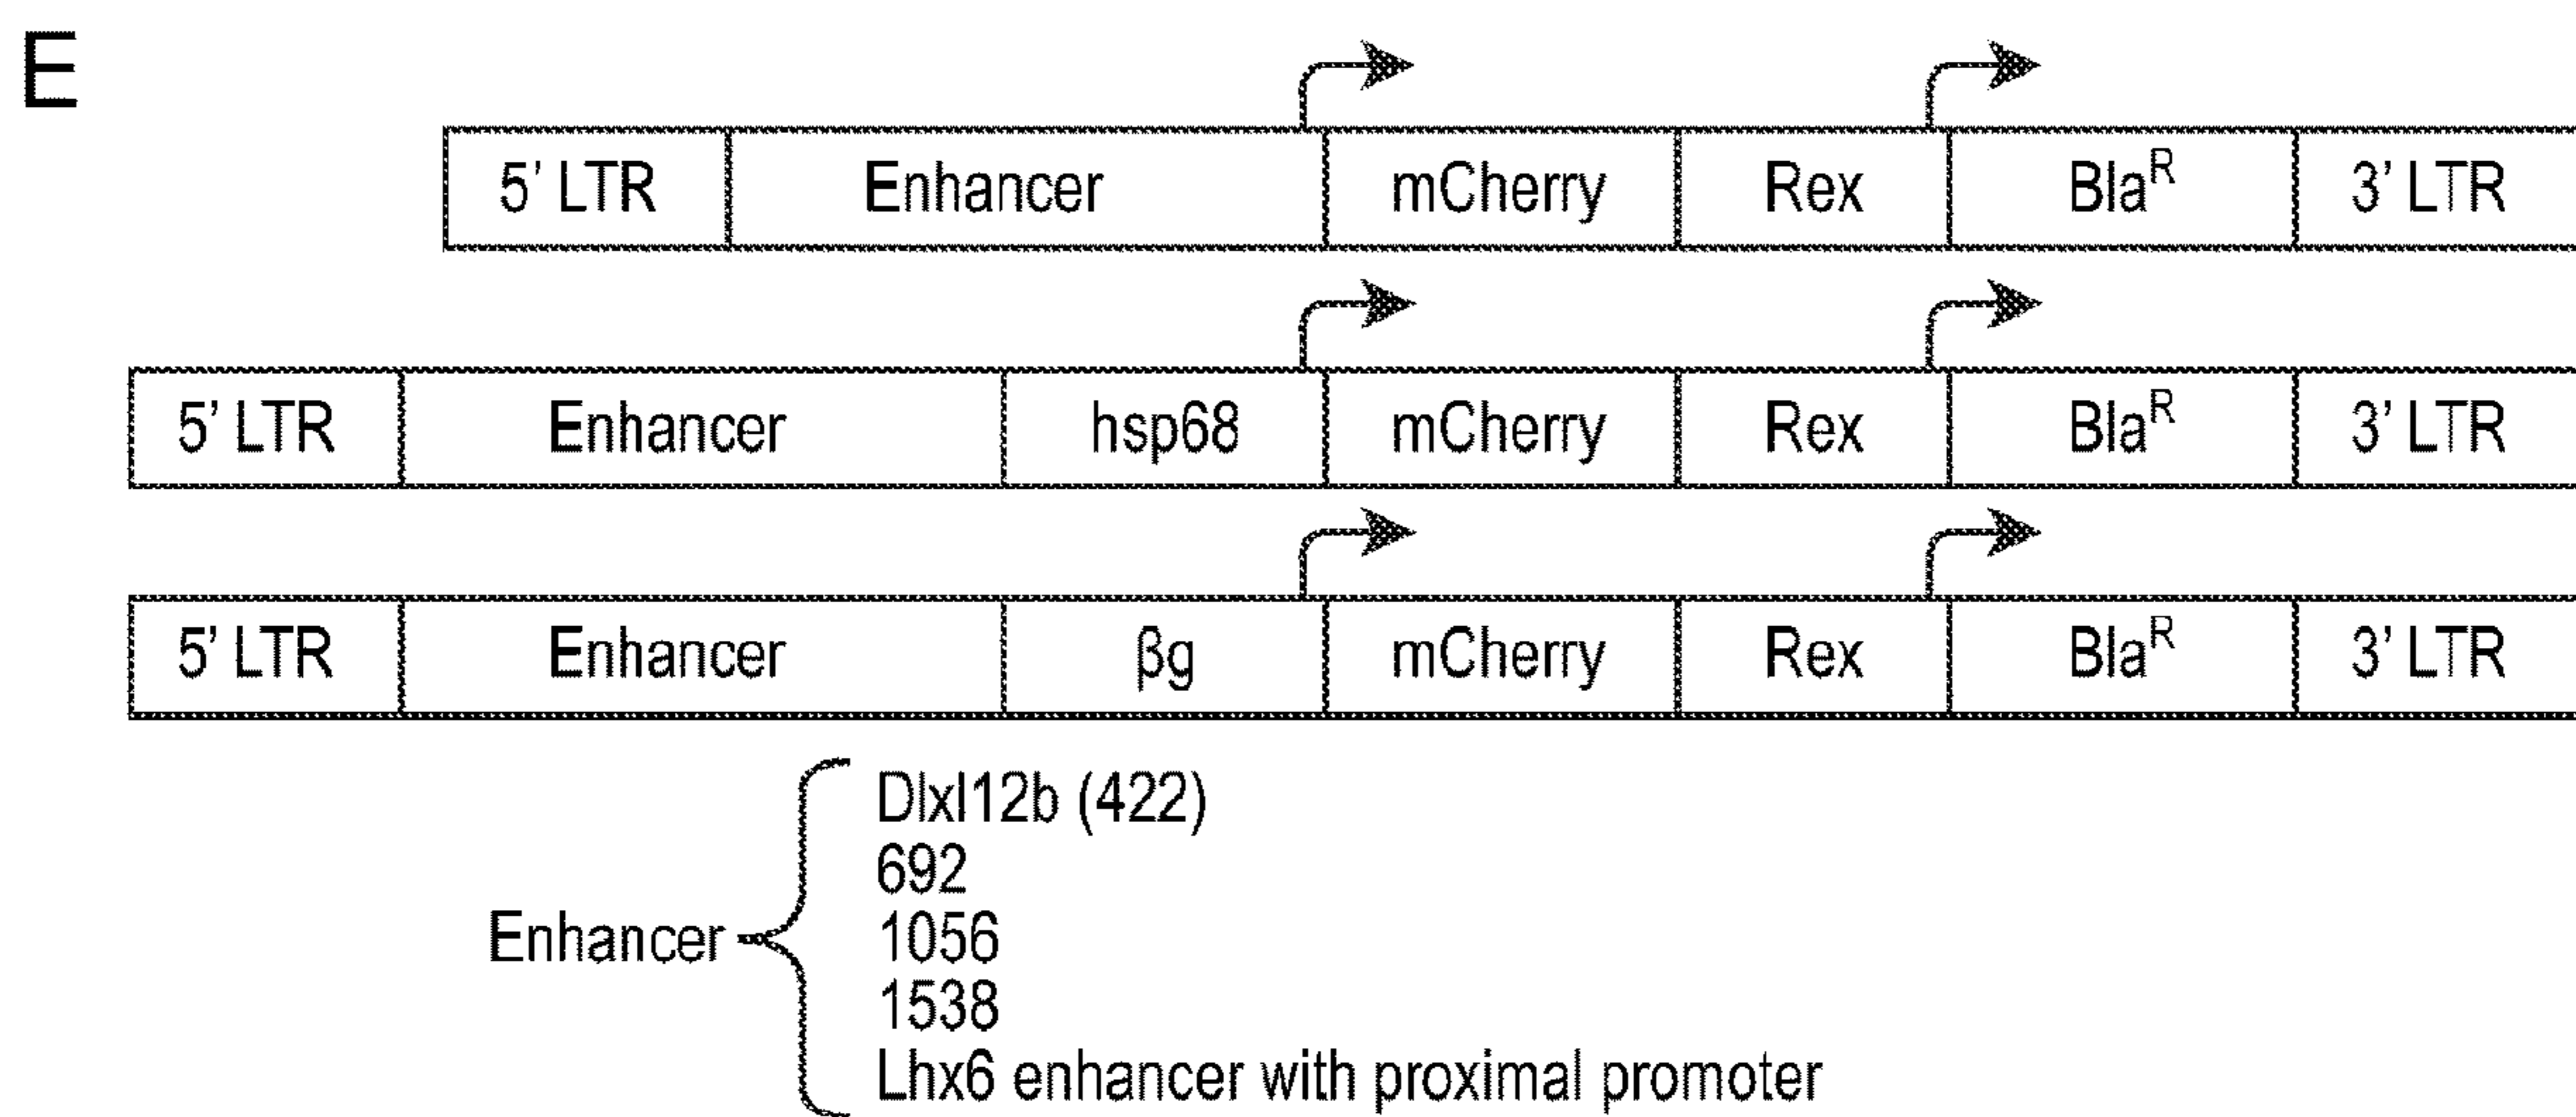 E
5' LTR Enhancer mCherry Rex Bla^R 3' LTR
5' LTR Enhancer hsp68 mCherry Rex Bla^R 3' LTR
5' LTR Enhancer βg mCherry Rex Bla^R 3' LTR
Dlxl12b (422)
692
Enhancer 1056
1538
Lhx6 enhancer with proximal promoter